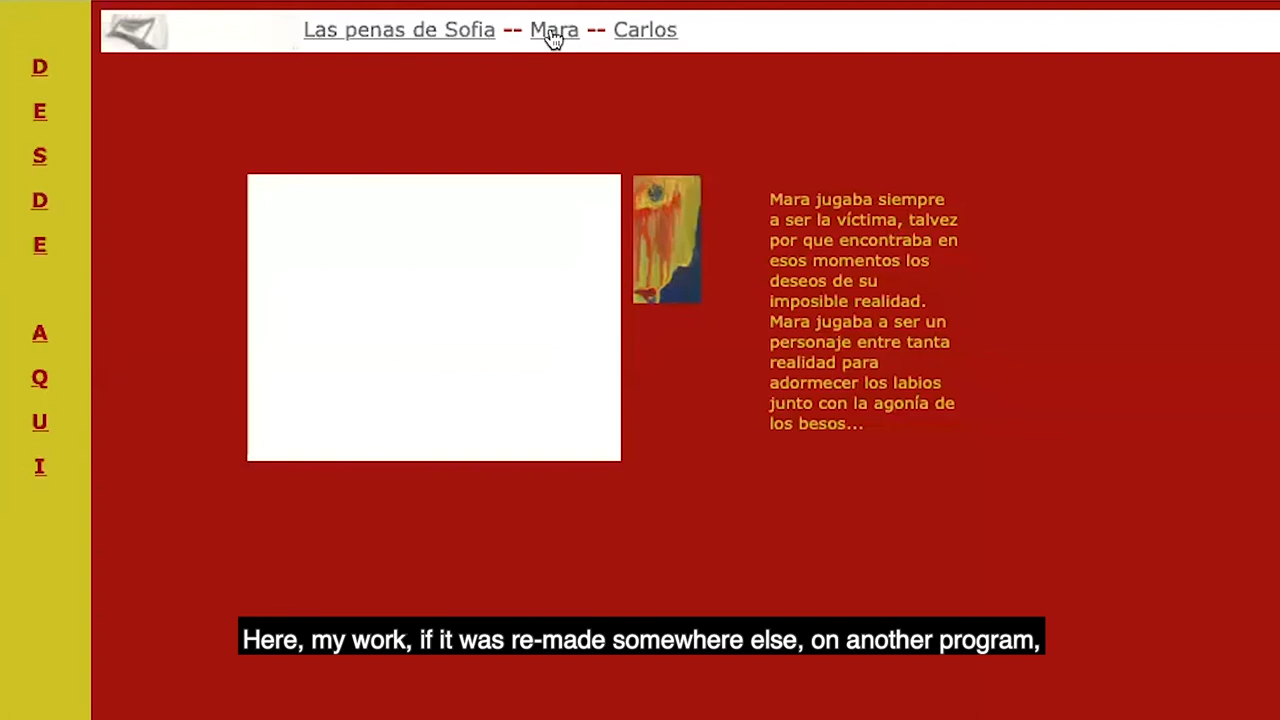 Las penas de Sofia -- Mara -- Carlos
D
E
S
D
E
A
Q
U
I
Mara jugaba siempre
a ser la víctima, talvez
por que encontraba en
esos momentos los
deseos de su
imposible realidad.
Mara jugaba a ser un
personaje entre tanta
realidad para
adormecer los labios
junto con la agonía de
los besos...
Here, my work, if it was re-made somewhere else, on another program,